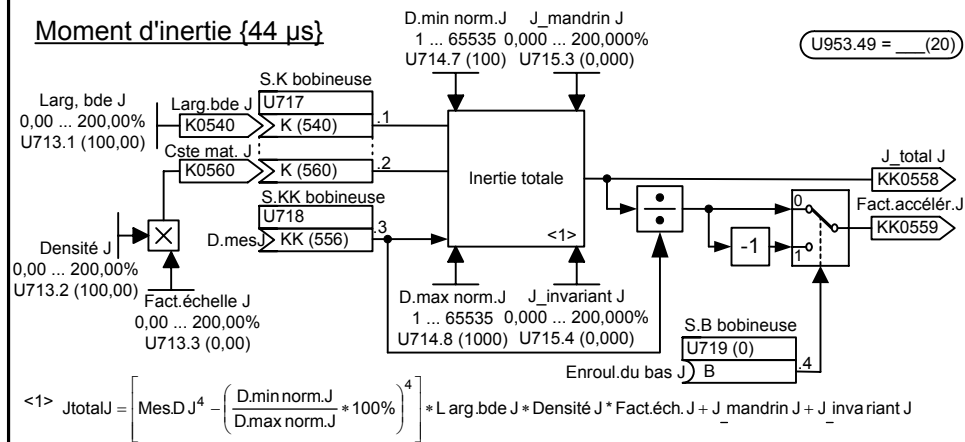 Moment d'inertie {44 µs}
D.min norm.J
1 ... 65535
U714.7 (100)
J_mandrin J
0,000 ... 200,000%
U715.3 (0,000)
U953.49 = ___(20)
S.K bobineuse
U717
Larg, bde J
0,00 ... 200,00%
U713.1 (100,00)
Larg.bde J
K0540
K (540)
.1
Cste mat. J
K0560
K (560)
.2
Inertie totale
<1>
J_total J
KK0558
Fact.accélér.J
KK0559
S.KK bobineuse
U718
.3
D.mesJ
KK (556)
0
1
-1
Densité J
0,00 ... 200,00%
U713.2 (100,00)
Fact.échelle J
0,00 ... 200,00%
U713.3 (0,00)
D.max norm.J
1 ... 65535
U714.8 (1000)
J_invariant J
0,000 ... 200,000%
U715.4 (0,000)
S.B bobineuse
U719 (0)
Enroul.du bas J
B
.4
<1> JtotalJ = [Mes.D J^4 − (D.min norm.J / D.max norm.J * 100%)^4] * L arg.bde J * Densité J * Fact.éch. J + J_mandrin J + J_inva riant J